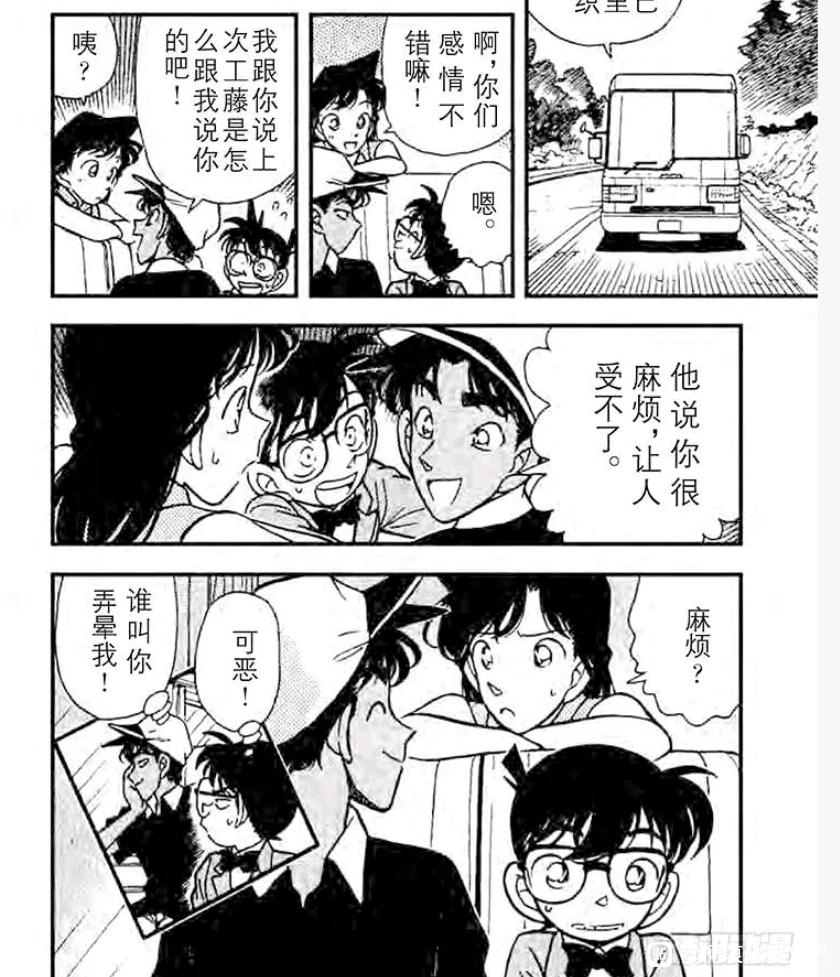 织里已
啊，你们
感情不
错嘛！
嗯。
我跟你说上
次工藤是怎
么跟我说你
的吧！
咦？
他说你很
麻烦，让人
受不了。
麻烦？
可恶！
谁叫你
弄晕我！